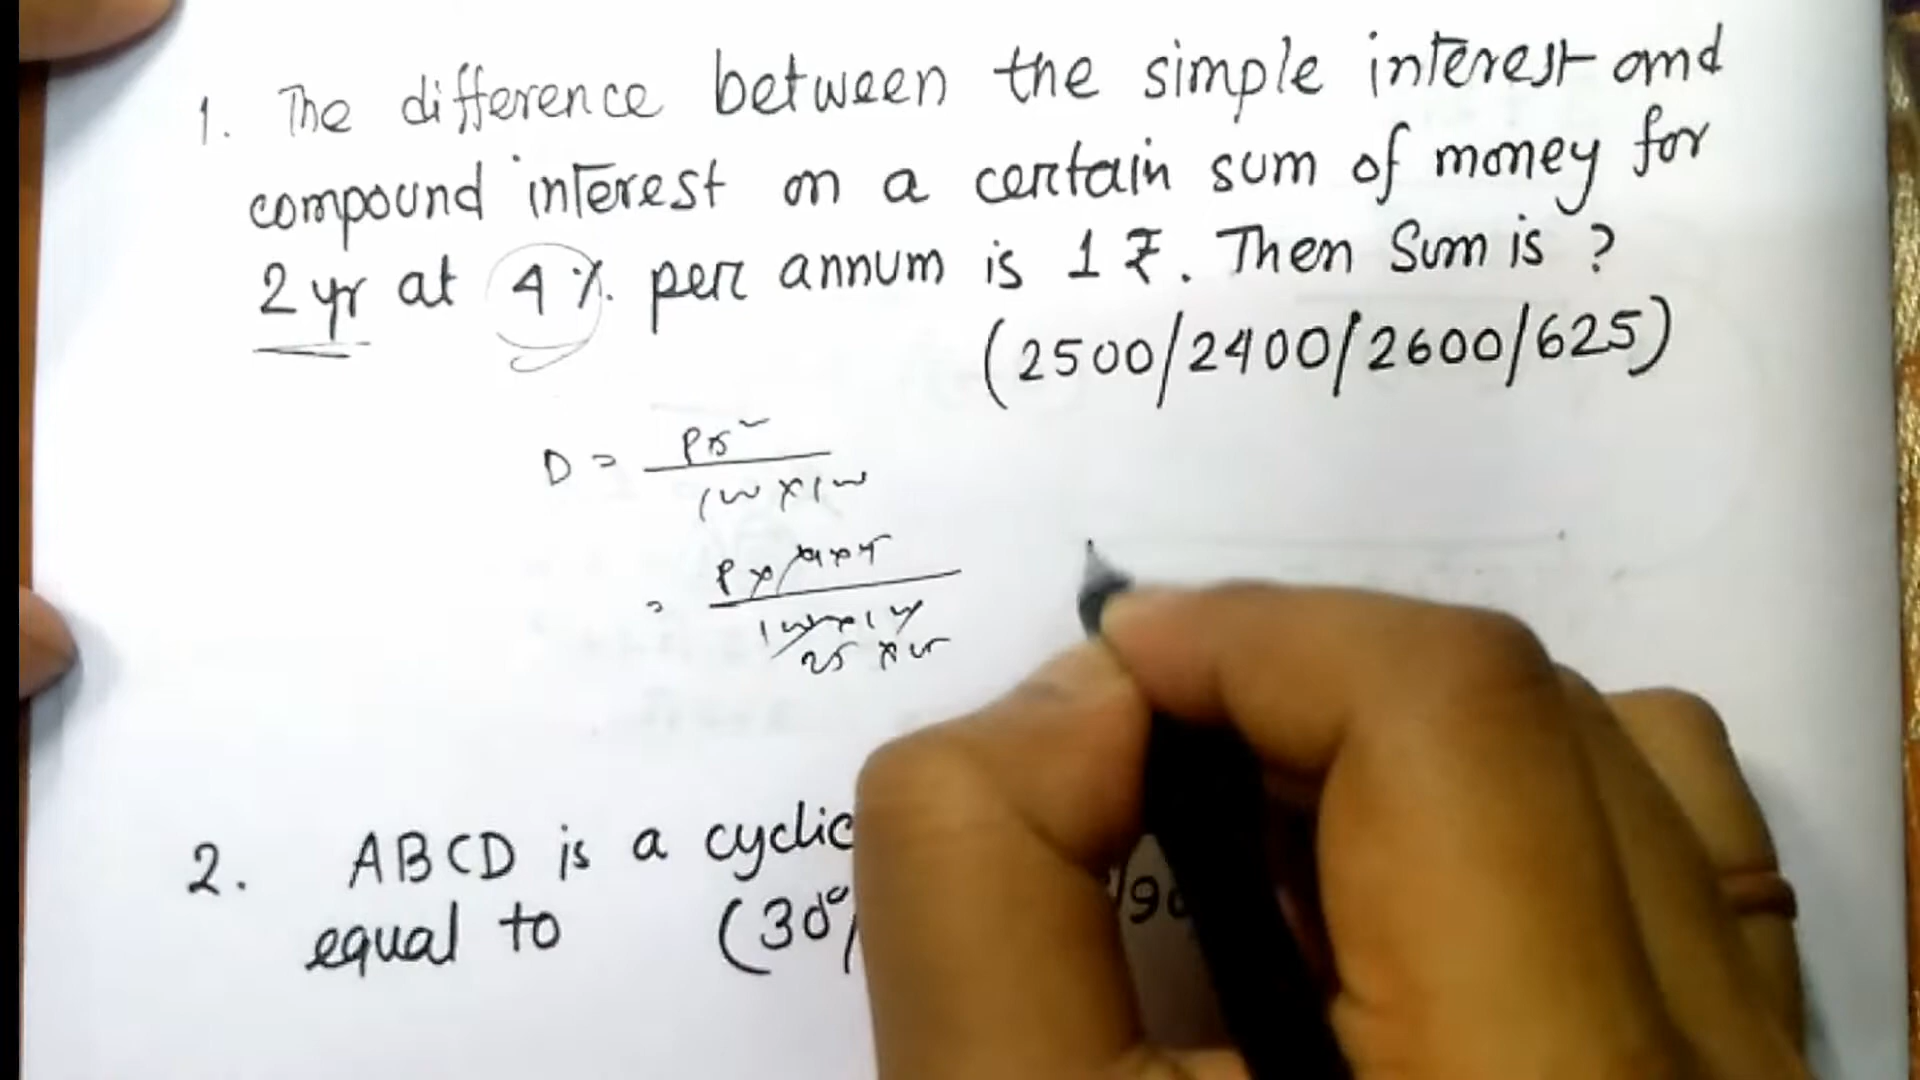 1. The difference between the simple interest and
compound interest on a certain sum of money for
2 yr at 4 %. per annum is 1 ₹. Then Sum is ?
(2500/2400/2600/625)
D =
P ×
25 ×
2. ABCD is a cyclic
equal to (30°/ /90